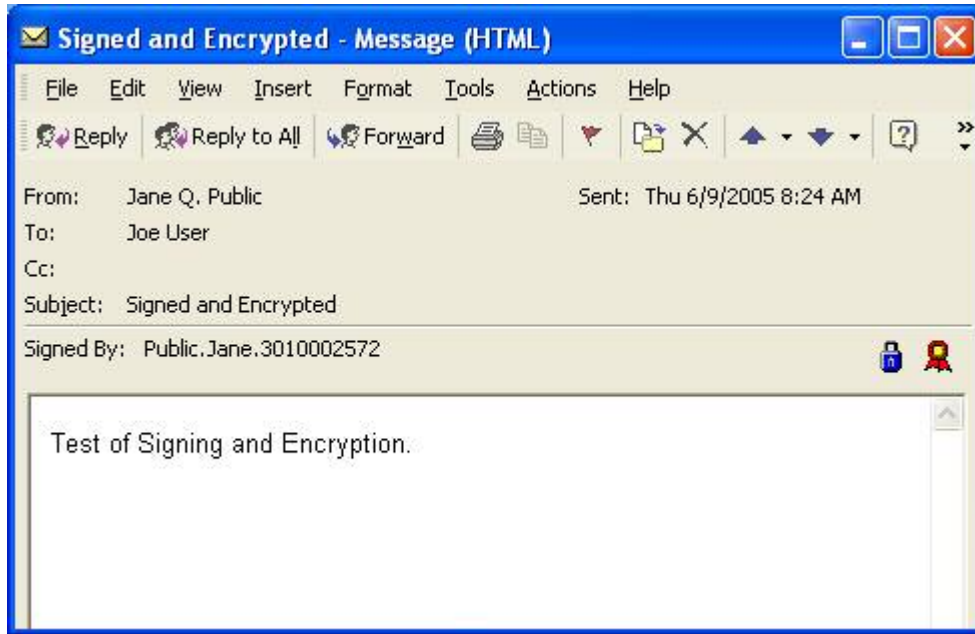 Signed and Encrypted - Message (HTML)
File Edit View Insert Format Tools Actions Help
Reply Reply to All Forward
From: Jane Q. Public Sent: Thu 6/9/2005 8:24 AM
To: Joe User
Cc:
Subject: Signed and Encrypted
Signed By: Public.Jane.3010002572
Test of Signing and Encryption.